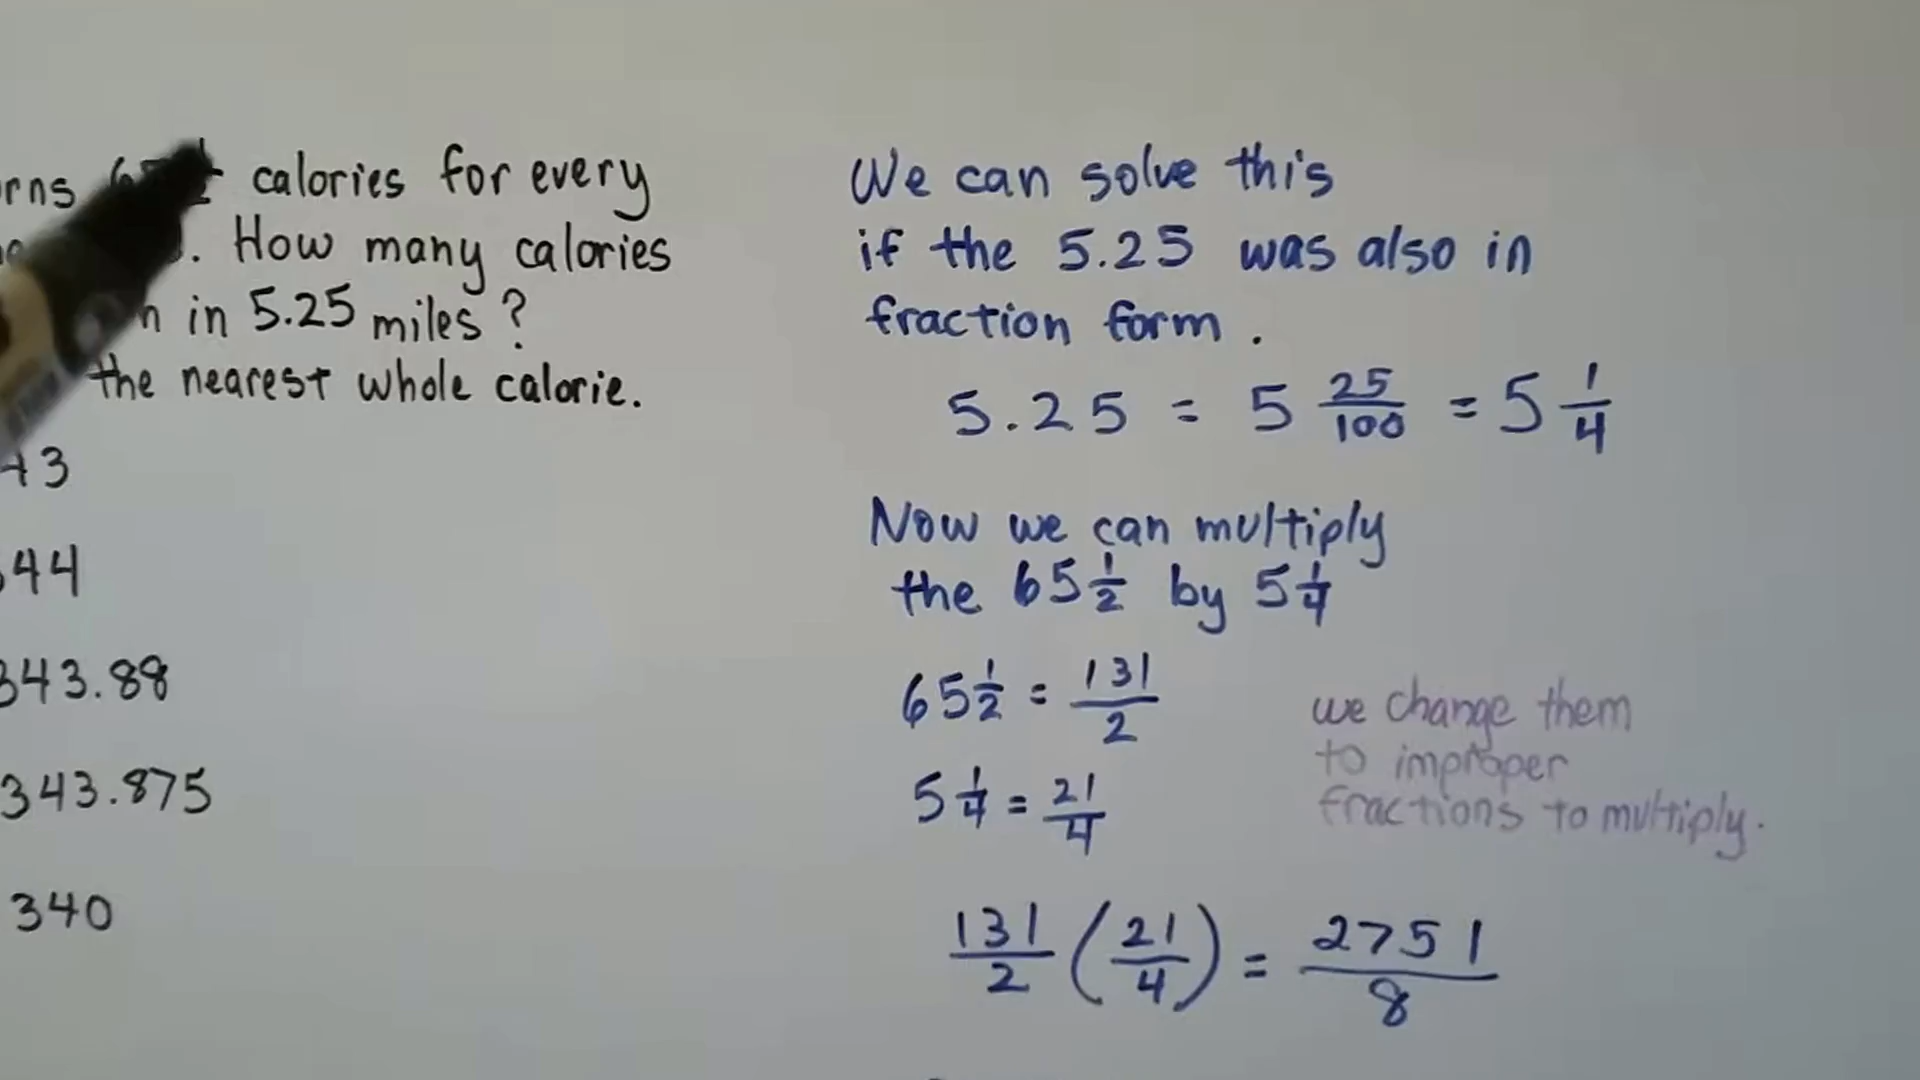 calories for every
. How many calories
in 5.25 miles ?
the nearest whole calorie.
43
44
343.88
343.875
340
We can solve this
if the 5.25 was also in
fraction form .
5.25 = 5 25/100 = 5 1/4
Now we can multiply
the 65 1/2 by 5 1/4
65 1/2 = 131/2
5 1/4 = 21/4
we change them
to improper
fractions to multiply.
131/2 (21/4) = 2751/8